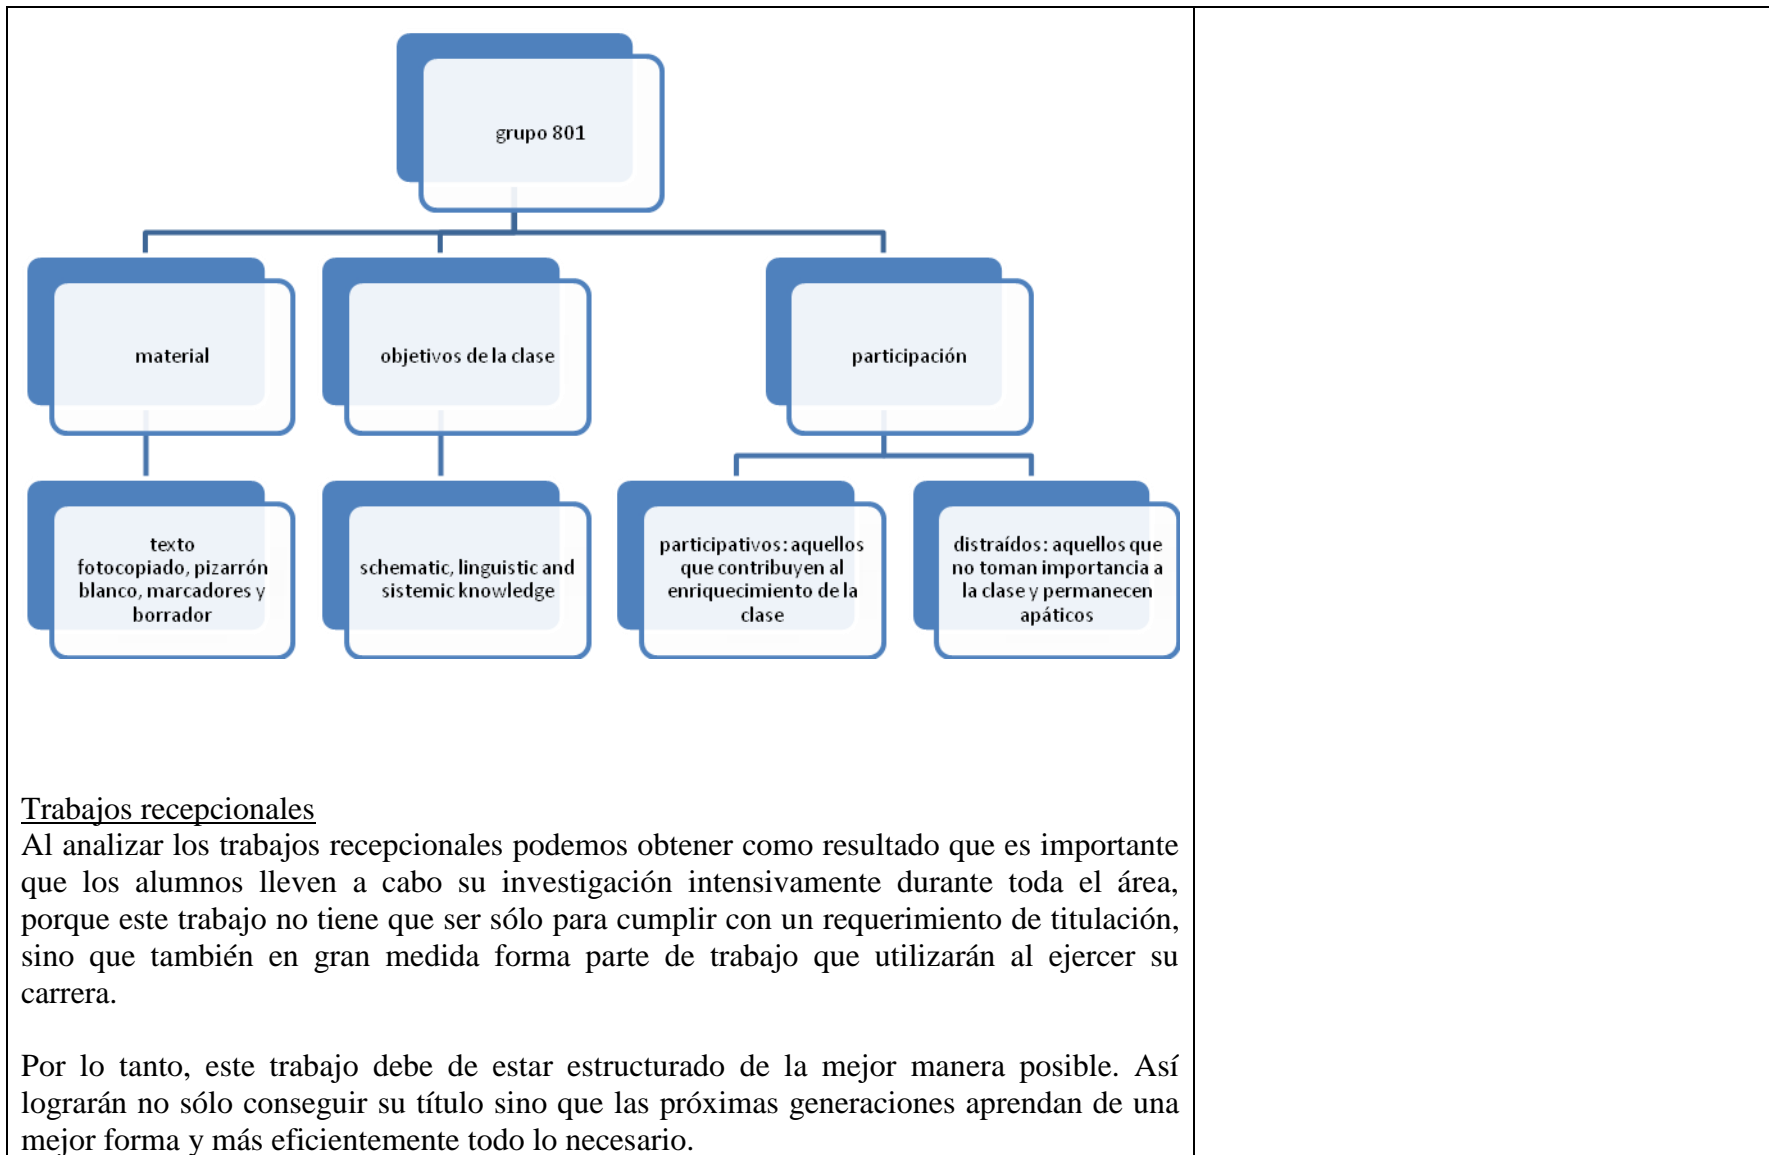 grupo 801
material
objetivos de la clase
participación
texto
fotocopiado, pizarrón
blanco, marcadores y
borrador
schematic, linguistic and
sistemic knowledge
participativos: aquellos
que contribuyen al
enriquecimiento de la
clase
distraídos: aquellos que
no toman importancia a
la clase y permanecen
apáticos
Trabajos recepcionales
Al analizar los trabajos recepcionales podemos obtener como resultado que es importante
que los alumnos lleven a cabo su investigación intensivamente durante toda el área,
porque este trabajo no tiene que ser sólo para cumplir con un requerimiento de titulación,
sino que también en gran medida forma parte de trabajo que utilizarán al ejercer su
carrera.
Por lo tanto, este trabajo debe de estar estructurado de la mejor manera posible. Así
lograrán no sólo conseguir su título sino que las próximas generaciones aprendan de una
mejor forma y más eficientemente todo lo necesario.